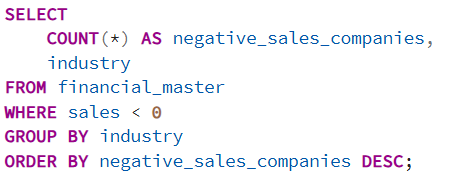 SELECT
    COUNT(*) AS negative_sales_companies,
    industry
FROM financial_master
WHERE sales < 0
GROUP BY industry
ORDER BY negative_sales_companies DESC;